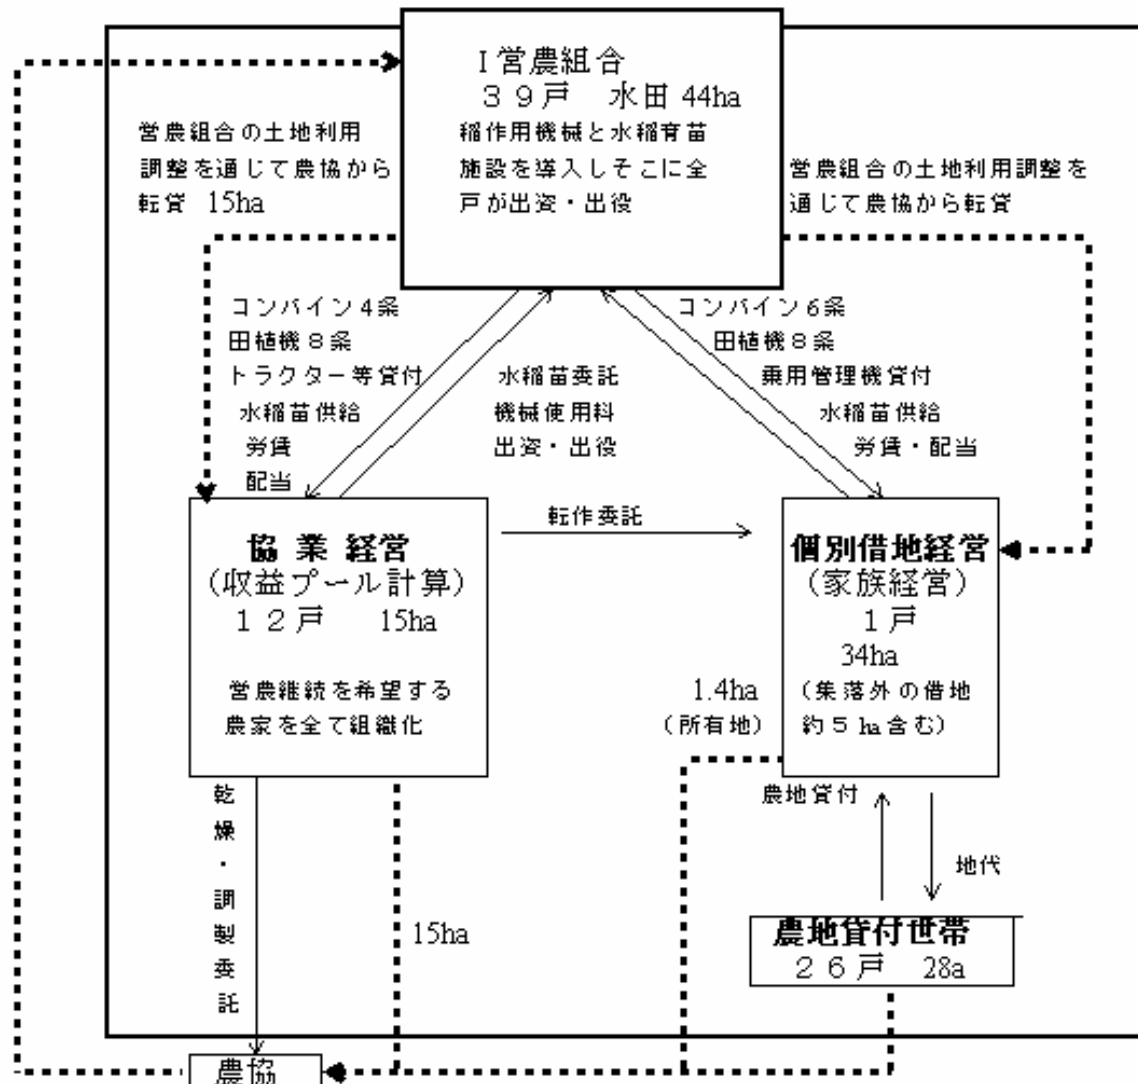 I営農組合
３９戸　水田 44ha
稲作用機械と水稲育苗
施設を導入しそこに全
戸が出資・出役
営農組合の土地利用
調整を通じて農協から
転貸 15ha
営農組合の土地利用調整を
通じて農協から転貸
コンバイン4条
田植機８条
トラクター等貸付
水稲苗供給
労賃
配当
水稲苗委託
機械使用料
出資・出役
コンバイン6条
田植機８条
乗用管理機貸付
水稲苗供給
労賃・配当
協 業 経営
（収益プール計算）
１２戸　15ha
営農継続を希望する
農家を全て組織化
転作委託
個別借地経営
（家族経営）
１戸
34ha
（集落外の借地
約５ha含む）
1.4ha
（所有地）
農地貸付
地代
農地貸付世帯
２６戸　28a
乾燥・調製委託
15ha
農協